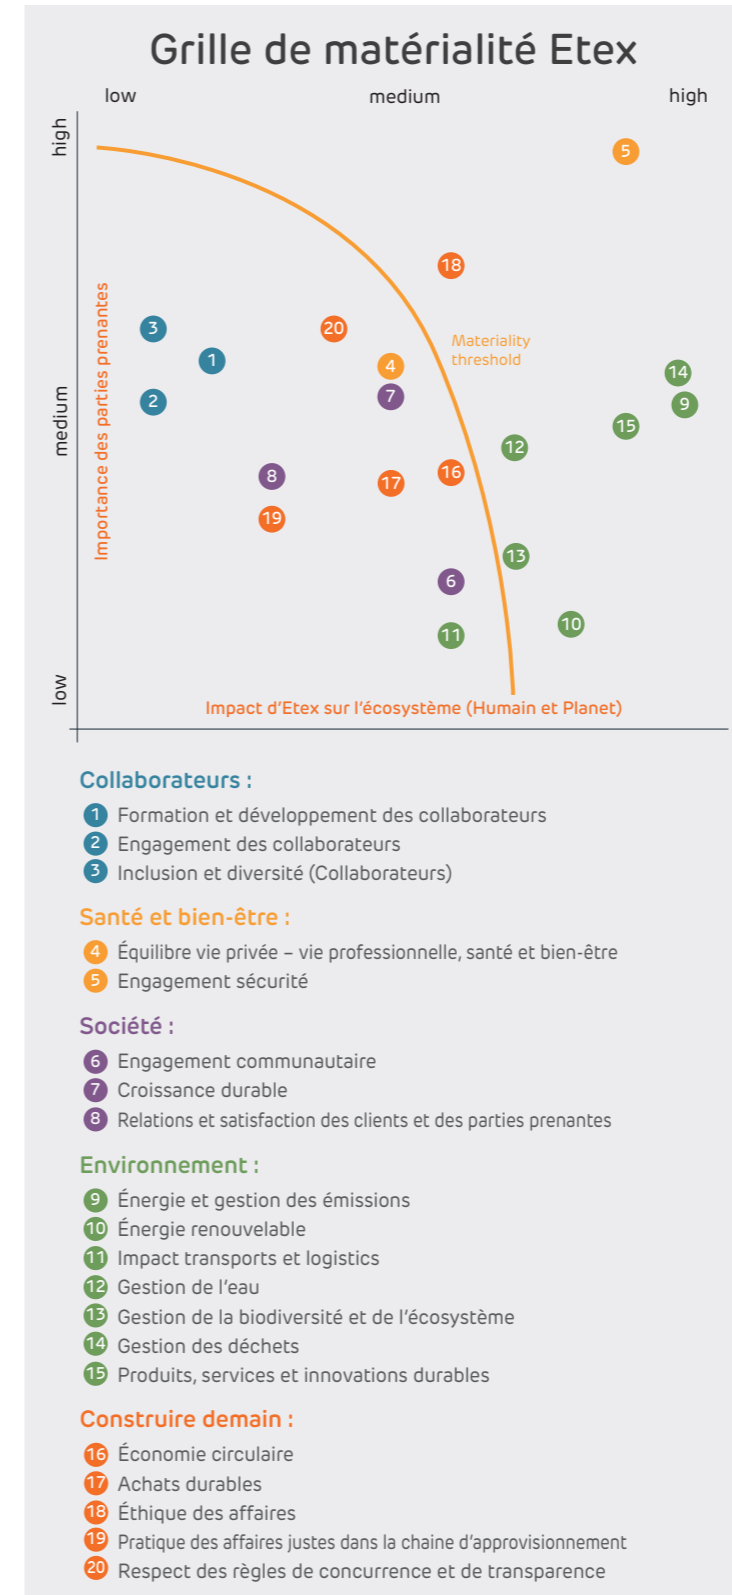 Grille de matérialité Etex
low medium high
high
5
18
3
20
1
4
Materiality
threshold
14
2
7
9
15
12
medium
Importance des parties prenantes
8
17
16
19
13
6
10
11
low
Impact d'Etex sur l'écosystème (Humain et Planet)
Collaborateurs :
1 Formation et développement des collaborateurs
2 Engagement des collaborateurs
3 Inclusion et diversité (Collaborateurs)
Santé et bien-être :
4 Équilibre vie privée – vie professionnelle, santé et bien-être
5 Engagement sécurité
Société :
6 Engagement communautaire
7 Croissance durable
8 Relations et satisfaction des clients et des parties prenantes
Environnement :
9 Énergie et gestion des émissions
10 Énergie renouvelable
11 Impact transports et logistics
12 Gestion de l'eau
13 Gestion de la biodiversité et de l'écosystème
14 Gestion des déchets
15 Produits, services et innovations durables
Construire demain :
16 Économie circulaire
17 Achats durables
18 Éthique des affaires
19 Pratique des affaires justes dans la chaine d'approvisionnement
20 Respect des règles de concurrence et de transparence